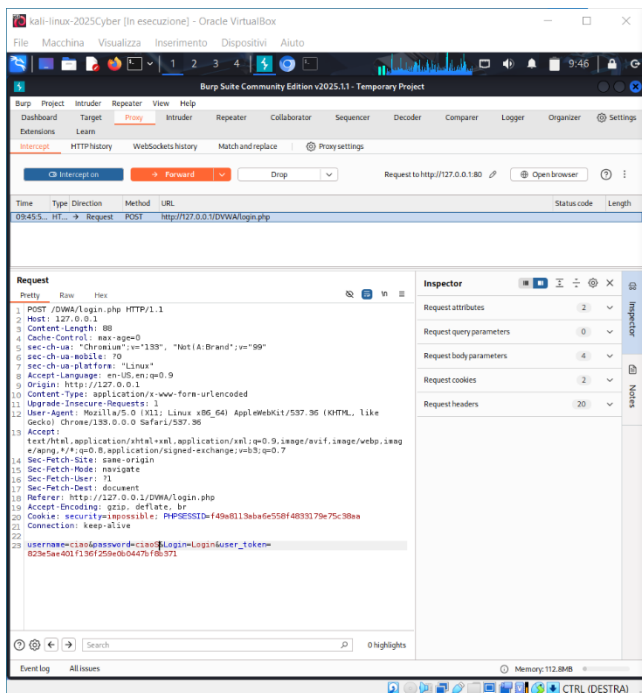 kali-linux-2025Cyber [In esecuzione] - Oracle VirtualBox
File Macchina Visualizza Inserimento Dispositivi Aiuto
1 2 3 4 9:46
Burp Suite Community Edition v2025.1.1 - Temporary Project
Burp Project Intruder Repeater View Help
Dashboard Target Proxy Intruder Repeater Collaborator Sequencer Decoder Comparer Logger Organizer Settings
Extensions Learn
Intercept HTTP history WebSockets history Match and replace Proxy settings
Intercept on Forward Drop Request to http://127.0.0.1:80 Open browser
Time Type Direction Method URL Status code Length
09:45:5... HT... → Request POST http://127.0.0.1/DVWA/login.php
Request
Pretty Raw Hex
1 POST /DVWA/login.php HTTP/1.1
2 Host: 127.0.0.1
3 Content-Length: 88
4 Cache-Control: max-age=0
5 sec-ch-ua: "Chromium";v="133", "Not(A:Brand";v="99"
6 sec-ch-ua-mobile: ?0
7 sec-ch-ua-platform: "Linux"
8 Accept-Language: en-US,en;q=0.9
9 Origin: http://127.0.0.1
10 Content-Type: application/x-www-form-urlencoded
11 Upgrade-Insecure-Requests: 1
12 User-Agent: Mozilla/5.0 (X11; Linux x86_64) AppleWebKit/537.36 (KHTML, like
Gecko) Chrome/133.0.0.0 Safari/537.36
13 Accept:
text/html,application/xhtml+xml,application/xml;q=0.9,image/avif,image/webp,imag
e/apng,*/*;q=0.8,application/signed-exchange;v=b3;q=0.7
14 Sec-Fetch-Site: same-origin
15 Sec-Fetch-Mode: navigate
16 Sec-Fetch-User: ?1
17 Sec-Fetch-Dest: document
18 Referer: http://127.0.0.1/DVWA/login.php
19 Accept-Encoding: gzip, deflate, br
20 Cookie: security=impossible; PHPSESSID=f49a8113aba6e558f4833179e75c38aa
21 Connection: keep-alive
22
23 username=ciao&password=ciaoS&Login=Login&user_token=
823e5ae401f136f259e0b0447bf8b371
Search 0 highlights
Inspector
Request attributes 2
Request query parameters 0
Request body parameters 4
Request cookies 2
Request headers 20
Inspector
Notes
Event log All issues Memory: 112.8MB
CTRL (DESTRA)